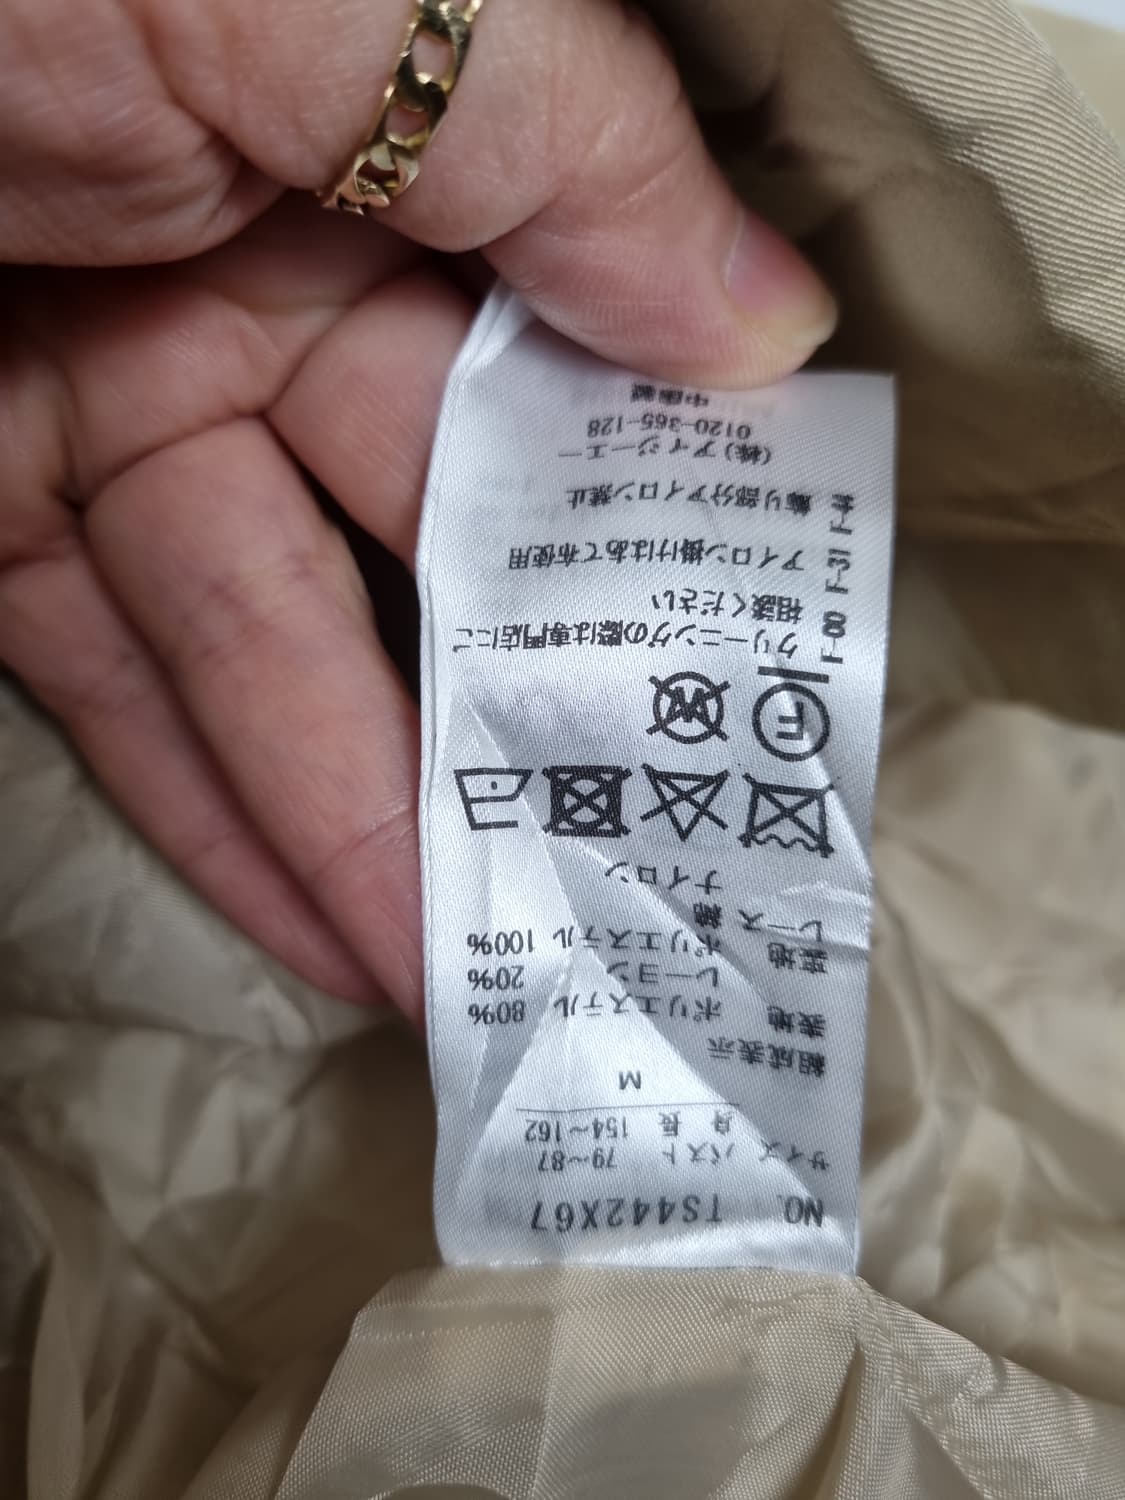 NO. TS442X67
サイズ バスト 79~87
身 長 154~162
M
組成表示
表地 ポリエステル 80%
レーヨン 20%
裏地 ポリエステル 100%
レース 綿
ナイロン
F
W
クリーニングの際は専門店にご
相談ください
F-00
アイロン掛けはあて布使用
F-31
飾り部分アイロン禁止
(株)アイジーエー
0120-365-128
中国製